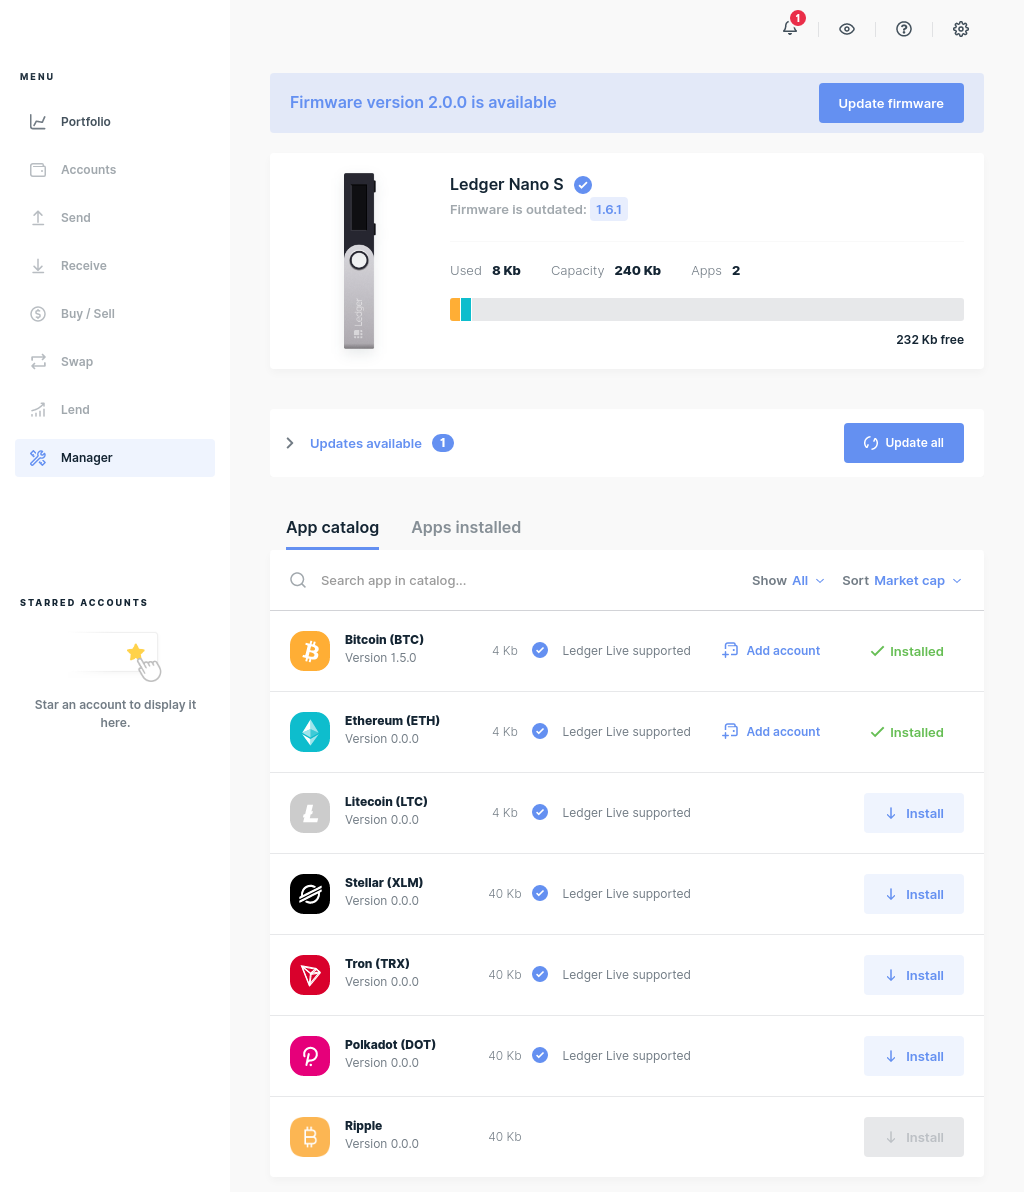 1
MENU
Portfolio
Accounts
Send
Receive
Buy / Sell
Swap
Lend
Manager
STARRED ACCOUNTS
Star an account to display it
here.
Firmware version 2.0.0 is available
Update firmware
Ledger
Ledger Nano S
Firmware is outdated: 1.6.1
Used 8 Kb Capacity 240 Kb Apps 2
232 Kb free
Updates available 1
Update all
App catalog Apps installed
Search app in catalog... Show All Sort Market cap
Bitcoin (BTC)
Version 1.5.0
4 Kb Ledger Live supported Add account Installed
Ethereum (ETH)
Version 0.0.0
4 Kb Ledger Live supported Add account Installed
Litecoin (LTC)
Version 0.0.0
4 Kb Ledger Live supported Install
Stellar (XLM)
Version 0.0.0
40 Kb Ledger Live supported Install
Tron (TRX)
Version 0.0.0
40 Kb Ledger Live supported Install
Polkadot (DOT)
Version 0.0.0
40 Kb Ledger Live supported Install
Ripple
Version 0.0.0
40 Kb Install